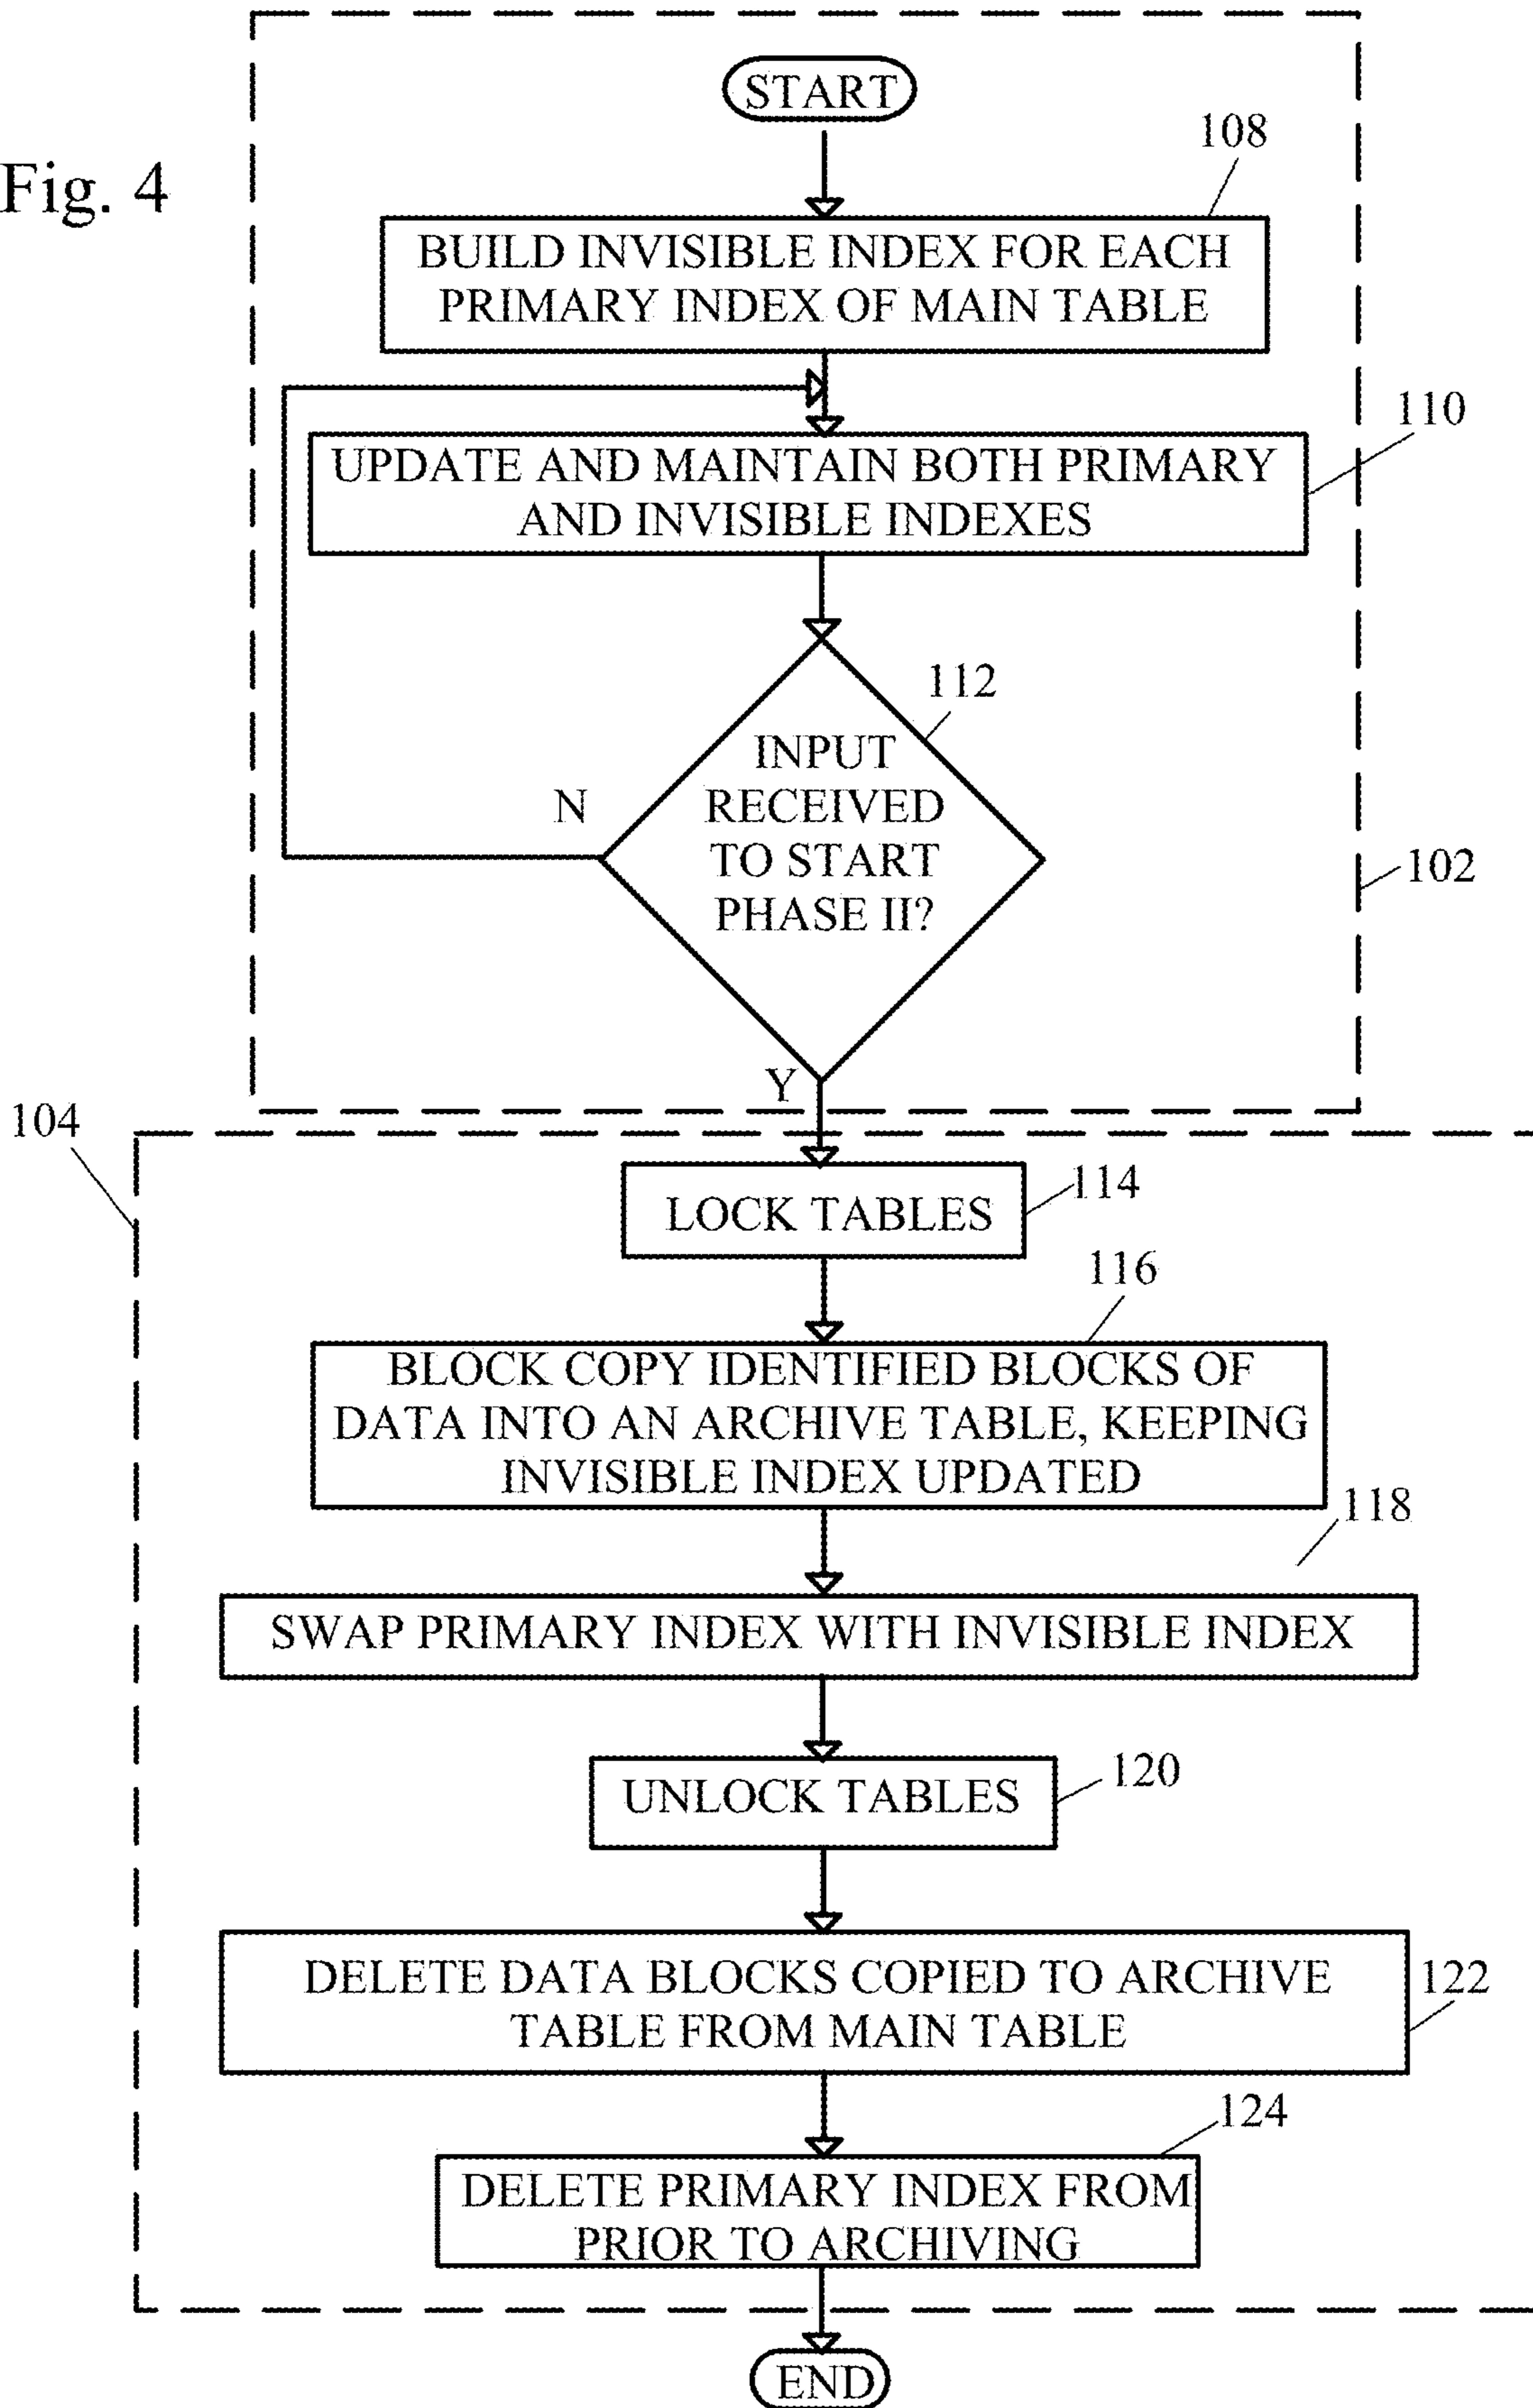 Fig. 4
START
108
BUILD INVISIBLE INDEX FOR EACH
PRIMARY INDEX OF MAIN TABLE
110
UPDATE AND MAINTAIN BOTH PRIMARY
AND INVISIBLE INDEXES
112
INPUT
RECEIVED
TO START
PHASE II?
N
102
Y
104
LOCK TABLES
114
116
BLOCK COPY IDENTIFIED BLOCKS OF
DATA INTO AN ARCHIVE TABLE, KEEPING
INVISIBLE INDEX UPDATED
118
SWAP PRIMARY INDEX WITH INVISIBLE INDEX
UNLOCK TABLES
120
DELETE DATA BLOCKS COPIED TO ARCHIVE
TABLE FROM MAIN TABLE
122
124
DELETE PRIMARY INDEX FROM
PRIOR TO ARCHIVING
END